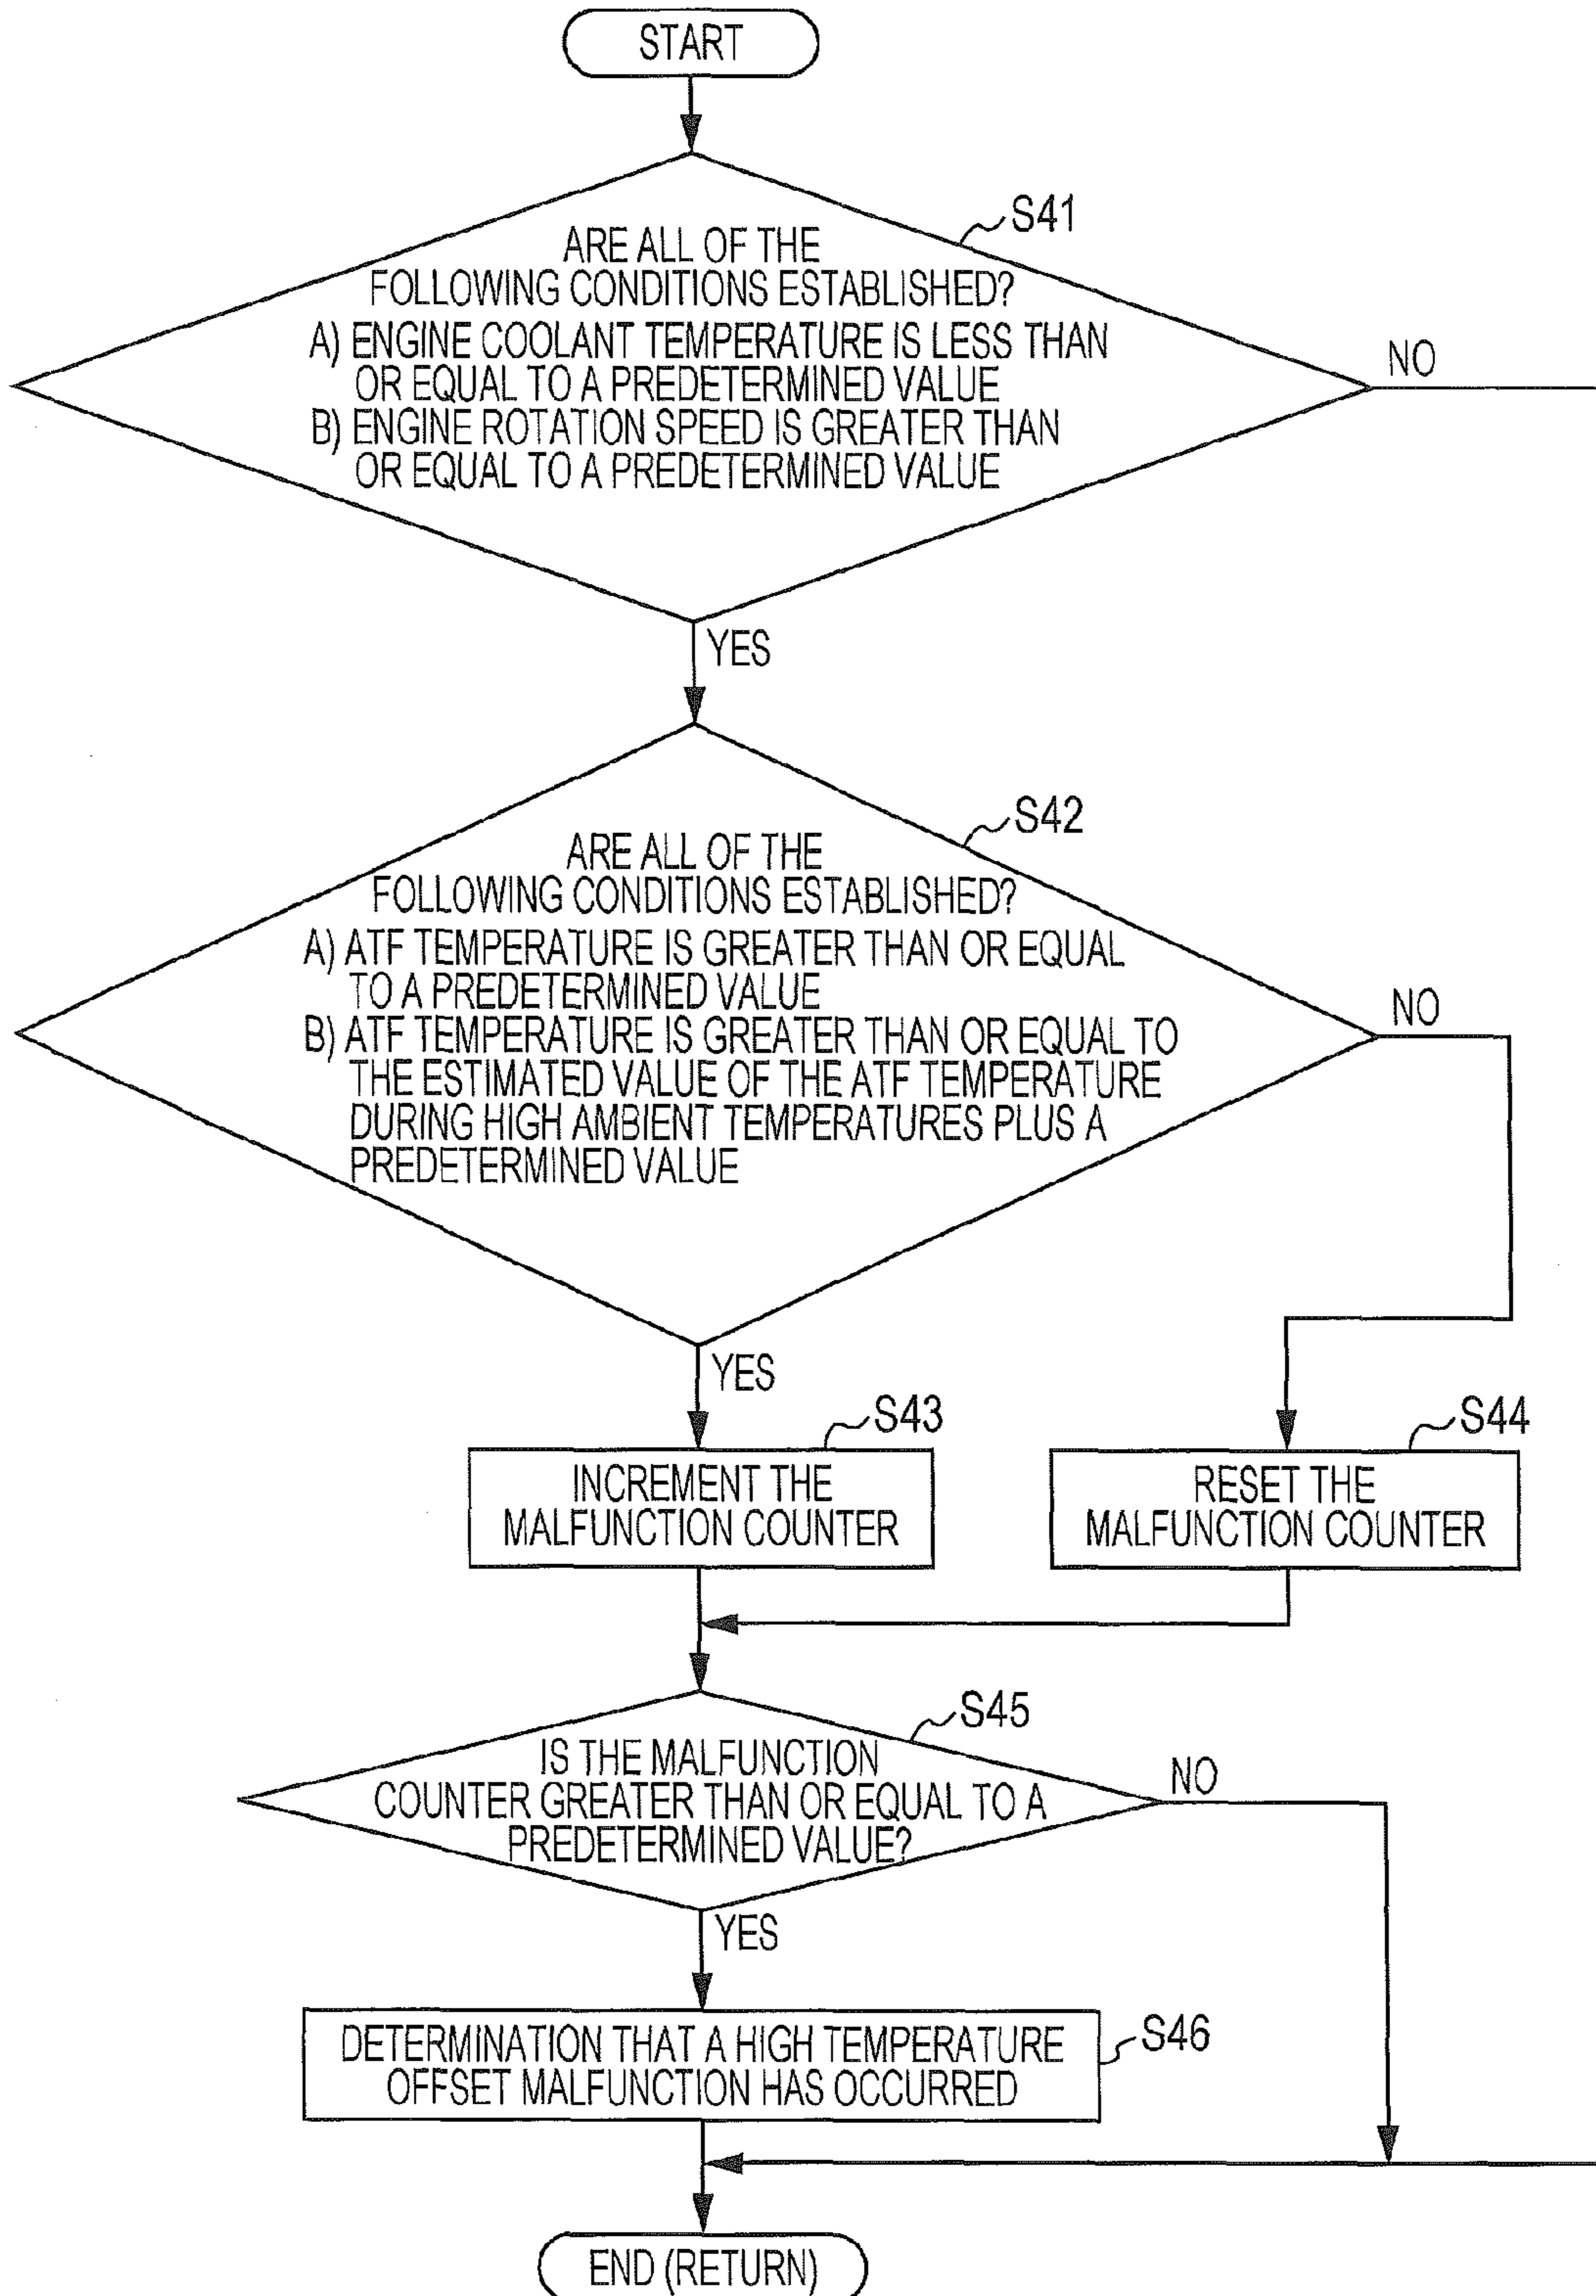 START
S41
ARE ALL OF THE
FOLLOWING CONDITIONS ESTABLISHED?
A) ENGINE COOLANT TEMPERATURE IS LESS THAN
OR EQUAL TO A PREDETERMINED VALUE
B) ENGINE ROTATION SPEED IS GREATER THAN
OR EQUAL TO A PREDETERMINED VALUE
NO
YES
S42
ARE ALL OF THE
FOLLOWING CONDITIONS ESTABLISHED?
A) ATF TEMPERATURE IS GREATER THAN OR EQUAL
TO A PREDETERMINED VALUE
B) ATF TEMPERATURE IS GREATER THAN OR EQUAL TO
THE ESTIMATED VALUE OF THE ATF TEMPERATURE
DURING HIGH AMBIENT TEMPERATURES PLUS A
PREDETERMINED VALUE
NO
YES
S43
INCREMENT THE
MALFUNCTION COUNTER
S44
RESET THE
MALFUNCTION COUNTER
S45
IS THE MALFUNCTION
COUNTER GREATER THAN OR EQUAL TO A
PREDETERMINED VALUE?
NO
YES
DETERMINATION THAT A HIGH TEMPERATURE
OFFSET MALFUNCTION HAS OCCURRED
S46
END (RETURN)